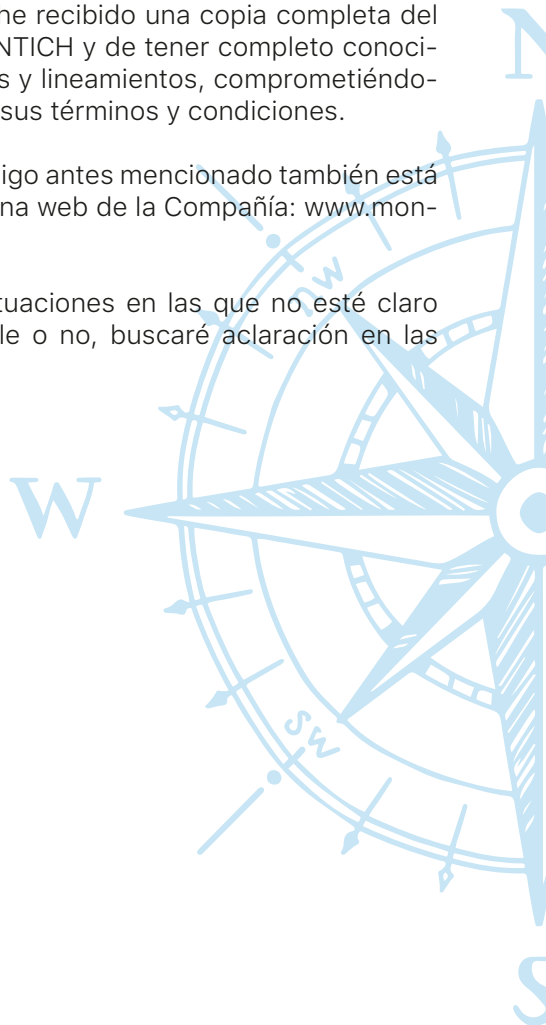 he recibido una copia completa del
NTICH y de tener completo conoci-
s y lineamientos, comprometiéndo-
sus términos y condiciones.
igo antes mencionado también está
na web de la Compañía: www.mon-
tuaciones en las que no esté claro
le o no, buscaré aclaración en las
N
nw
W
sw
S